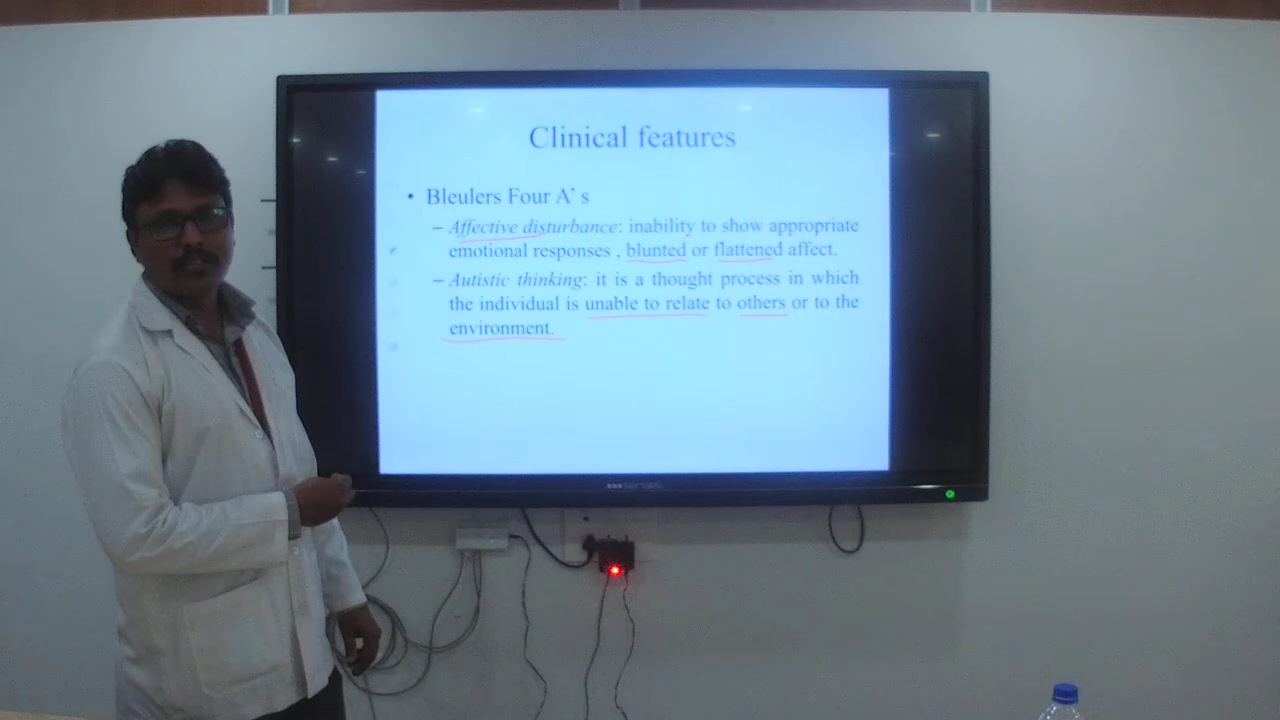 Clinical features
• Bleulers Four A’ s
– Affective disturbance: inability to show appropriate
emotional responses , blunted or flattened affect.
– Autistic thinking: it is a thought process in which
the individual is unable to relate to others or to the
environment.